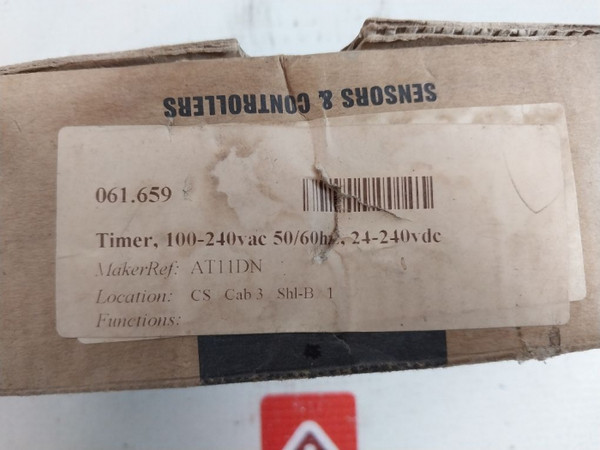 SENSORS & CONTROLLERS
061.659
Timer, 100-240vac 50/60hz, 24-240vdc
MakerRef: AT11DN
Location: CS Cab 3 Shl-B 1
Functions: